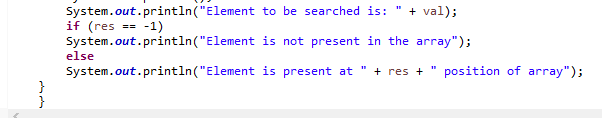 System.out.println("Element to be searched is: " + val);
if (res == -1)
System.out.println("Element is not present in the array");
else
System.out.println("Element is present at " + res + " position of array");
}
}